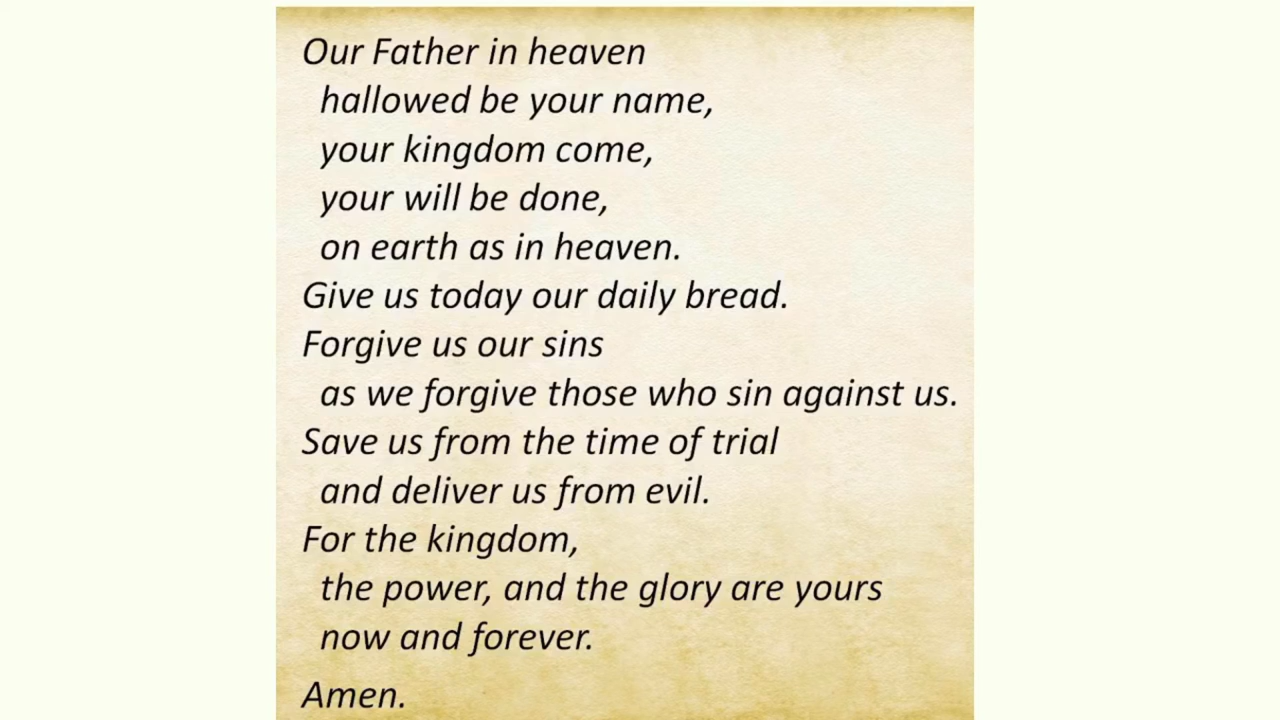 Our Father in heaven
hallowed be your name,
your kingdom come,
your will be done,
on earth as in heaven.
Give us today our daily bread.
Forgive us our sins
as we forgive those who sin against us.
Save us from the time of trial
and deliver us from evil.
For the kingdom,
the power, and the glory are yours
now and forever.
Amen.